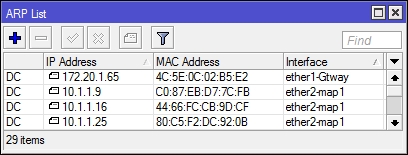 ARP List
Find
IP Address MAC Address Interface
DC 172.20.1.65 4C:5E:0C:02:B5:E2 ether1-Gtway
DC 10.1.1.9 C0:87:EB:D7:7C:FB ether2-map1
DC 10.1.1.16 44:66:FC:CB:9D:CF ether2-map1
DC 10.1.1.25 80:C5:F2:DC:92:0B ether2-map1
29 items